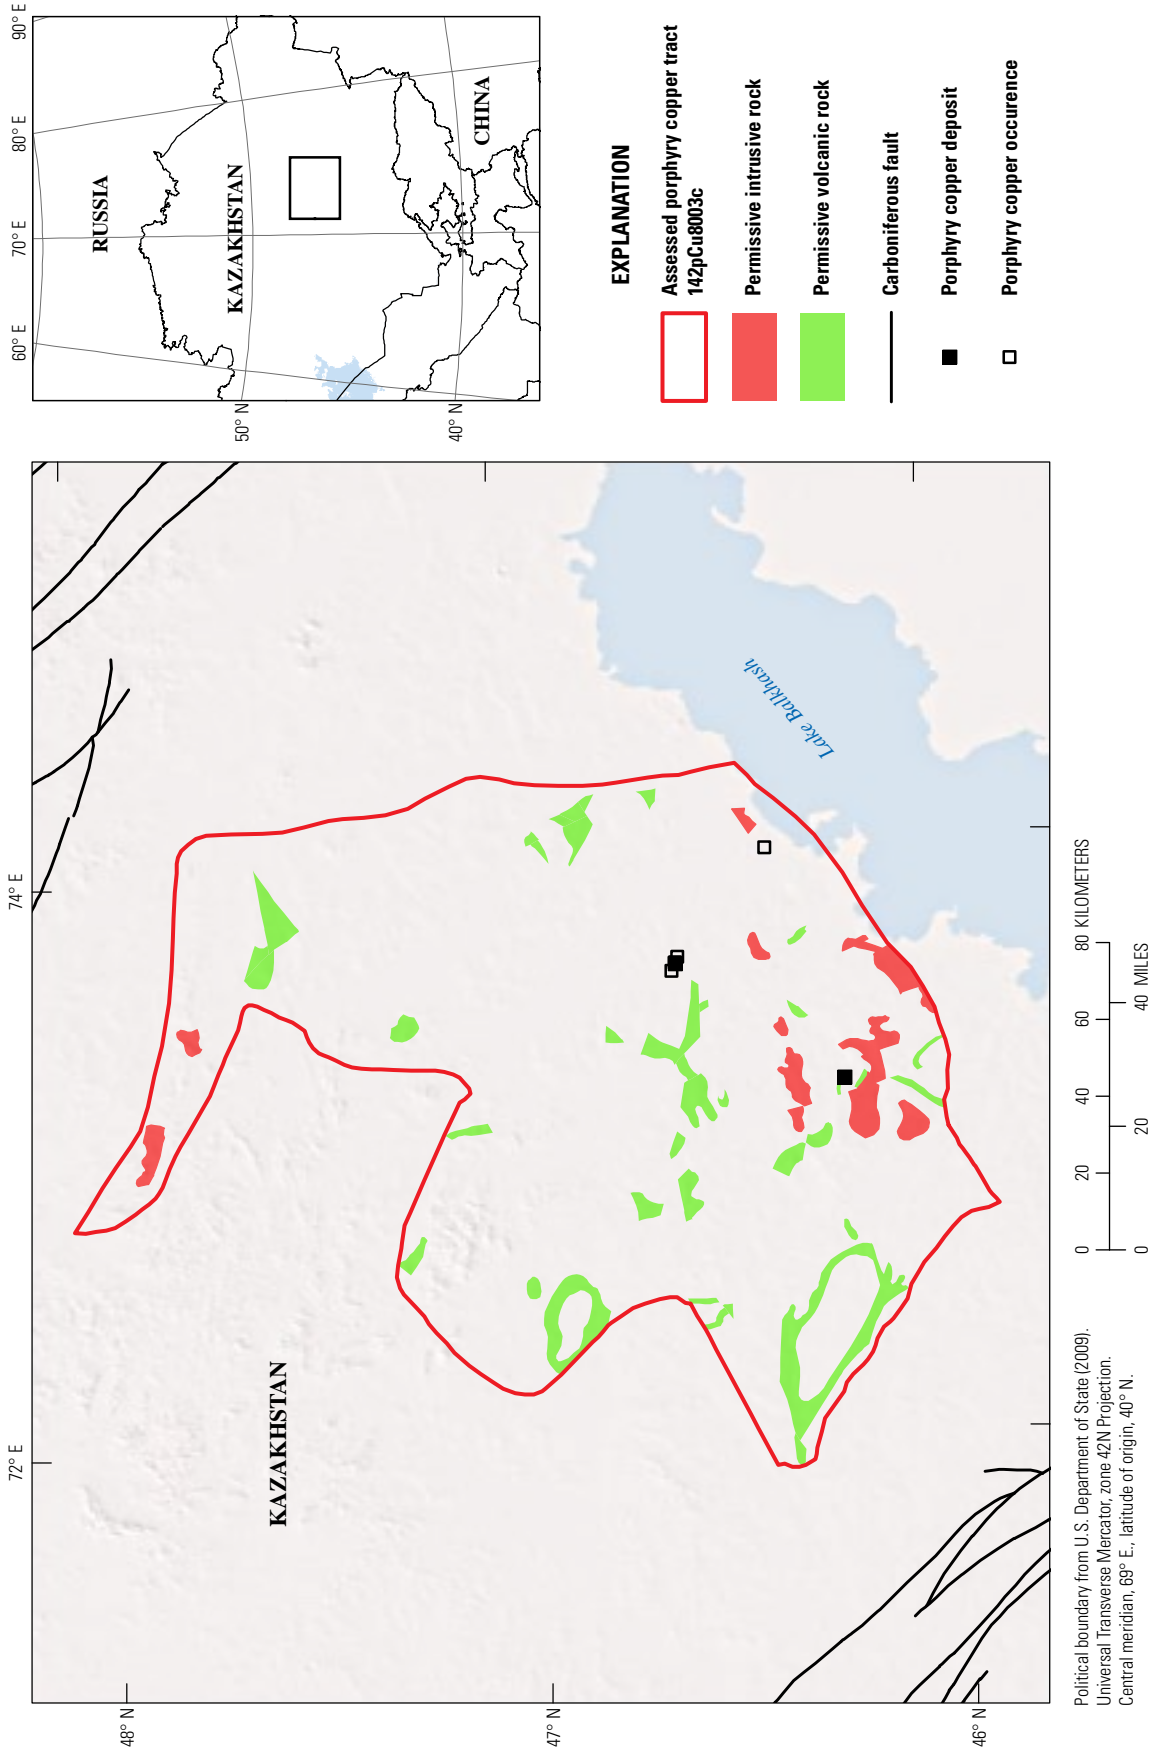 72° E
74° E
48° N
47° N
46° N
KAZAKHSTAN
Lake Balkhash
60° E
70° E
80° E
90° E
50° N
40° N
RUSSIA
KAZAKHSTAN
CHINA
EXPLANATION
Assessed porphyry copper tract
142pCu8003c
Permissive intrusive rock
Permissive volcanic rock
Carboniferous fault
Porphyry copper deposit
Porphyry copper occurence
Political boundary from U.S. Department of State (2009).
Universal Transverse Mercator, zone 42N Projection.
Central meridian, 69° E., latitude of origin, 40° N.
0 20 40 60 80 KILOMETERS
0 20 40 MILES